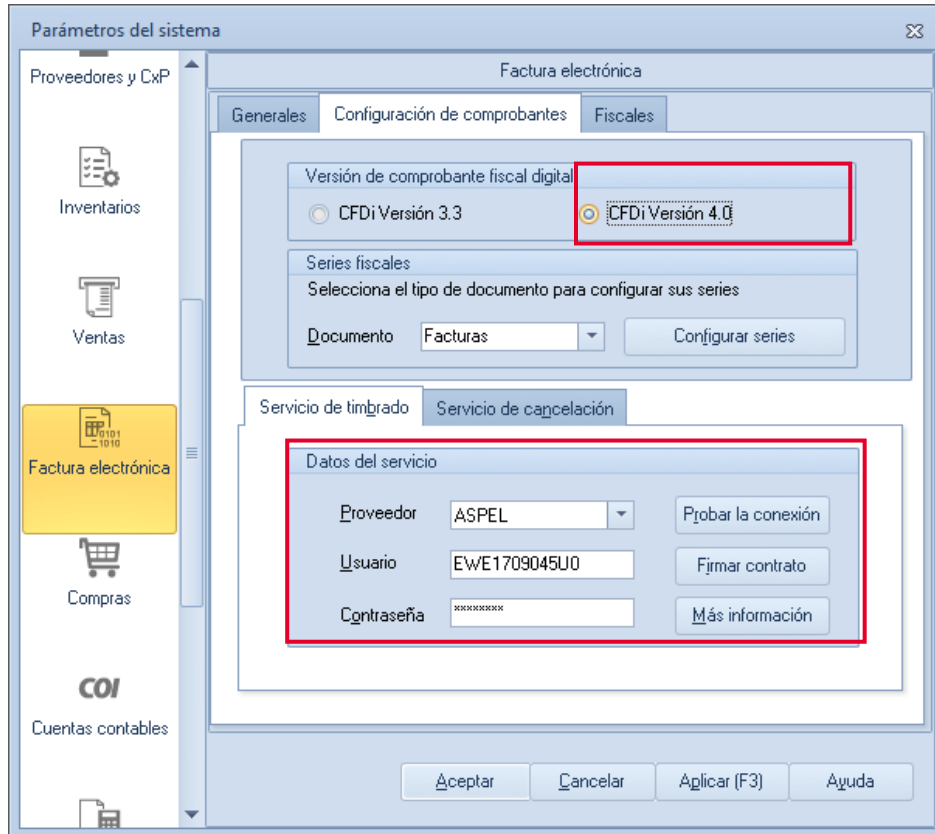 Parámetros del sistema
Proveedores y CxP
Inventarios
Ventas
Factura electrónica
Compras
COI
Cuentas contables
Factura electrónica
Generales Configuración de comprobantes Fiscales
Versión de comprobante fiscal digital
CFDi Versión 3.3 CFDi Versión 4.0
Series fiscales
Selecciona el tipo de documento para configurar sus series
Documento Facturas Configurar series
Servicio de timbrado Servicio de cancelación
Datos del servicio
Proveedor ASPEL Probar la conexión
Usuario EWE1709045U0 Firmar contrato
Contraseña ******** Más información
Aceptar Cancelar Aplicar (F3) Ayuda